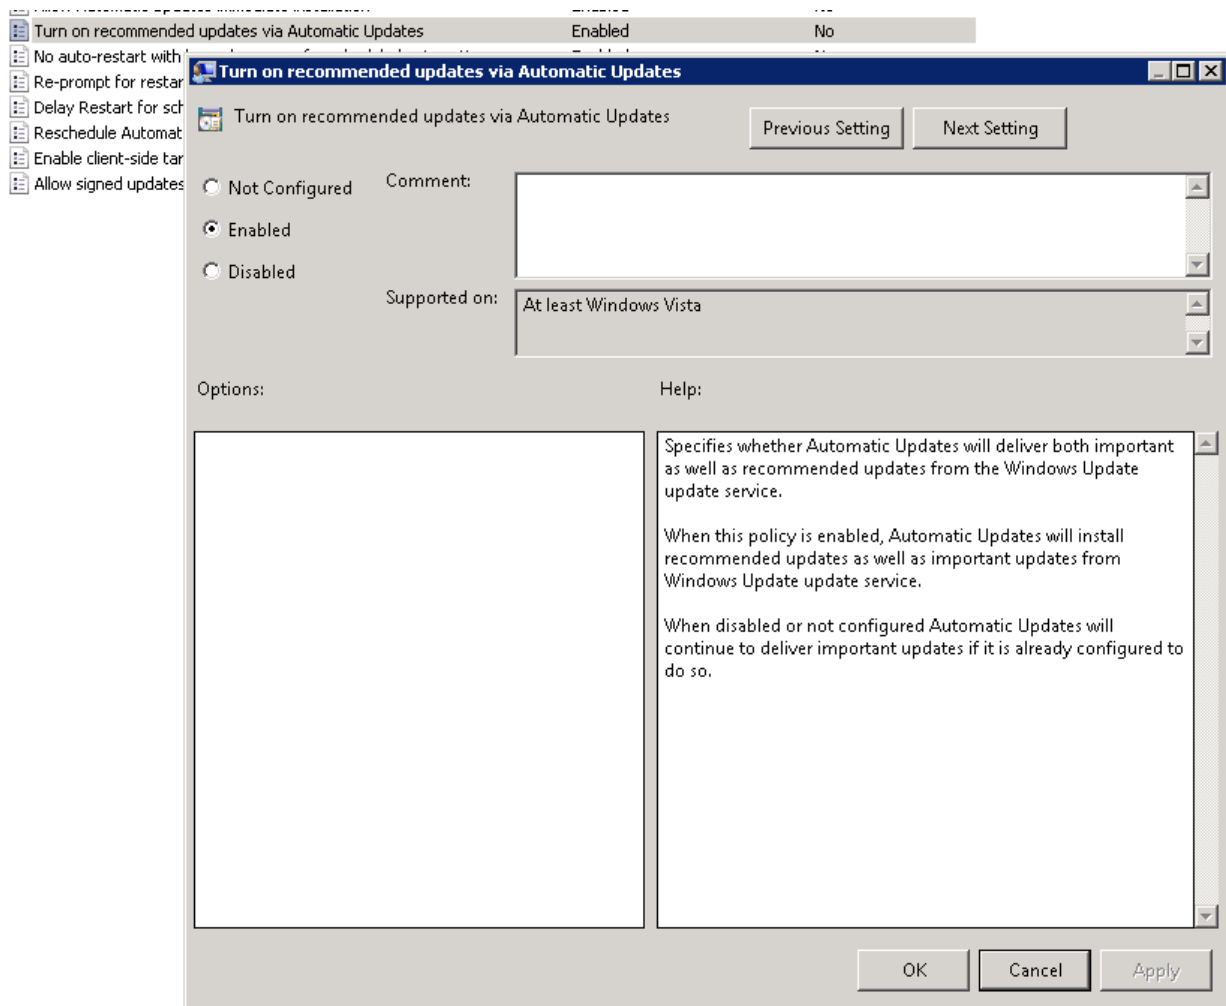 Turn on recommended updates via Automatic Updates Enabled No
No auto-restart with
Re-prompt for restar
Delay Restart for sch
Reschedule Automat
Enable client-side tar
Allow signed updates
Turn on recommended updates via Automatic Updates
Turn on recommended updates via Automatic Updates
Previous Setting
Next Setting
Not Configured
Enabled
Disabled
Comment:
Supported on:
At least Windows Vista
Options:
Help:
Specifies whether Automatic Updates will deliver both important
as well as recommended updates from the Windows Update
update service.
When this policy is enabled, Automatic Updates will install
recommended updates as well as important updates from
Windows Update update service.
When disabled or not configured Automatic Updates will
continue to deliver important updates if it is already configured to
do so.
OK
Cancel
Apply